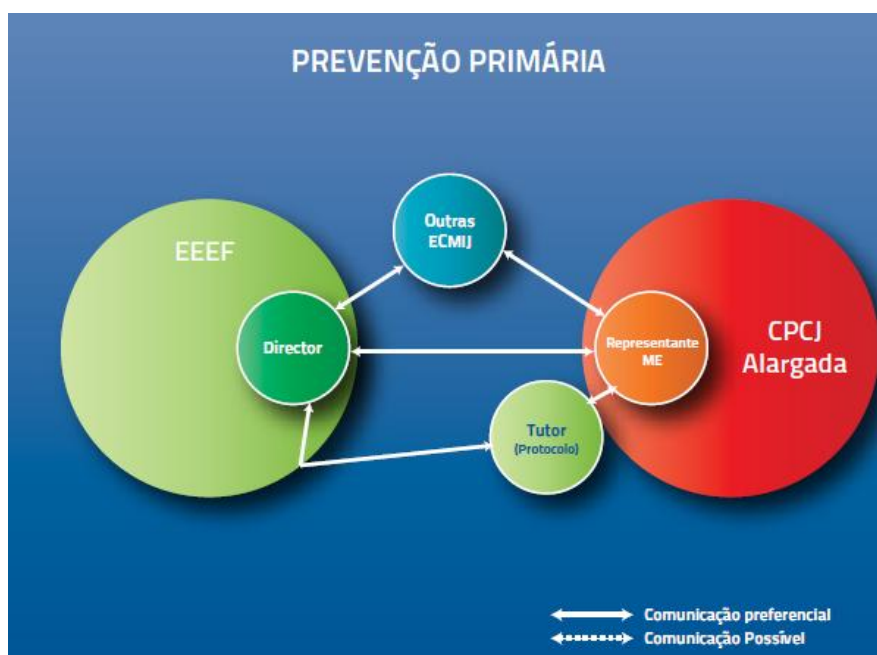 PREVENÇÃO PRIMÁRIA
Outras
ECMIJ
EEEF
Director
Representante
ME
CPCJ
Alargada
Tutor
(Protocolo)
Comunicação preferencial
Comunicação Possível